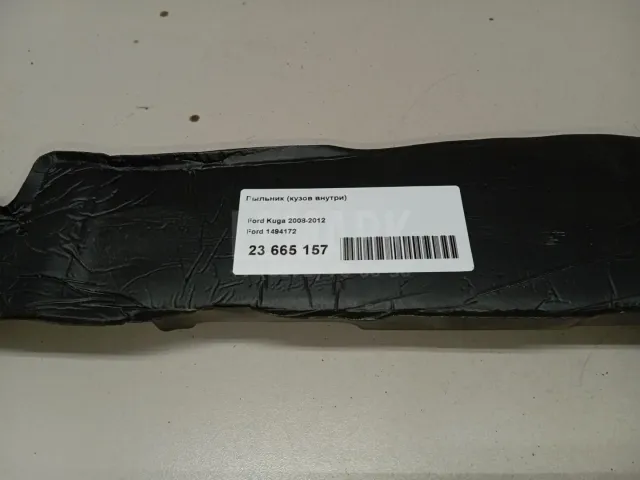 Пыльник (кузов внутри)
Ford Kuga 2008-2012
Ford 1494172
23 665 157